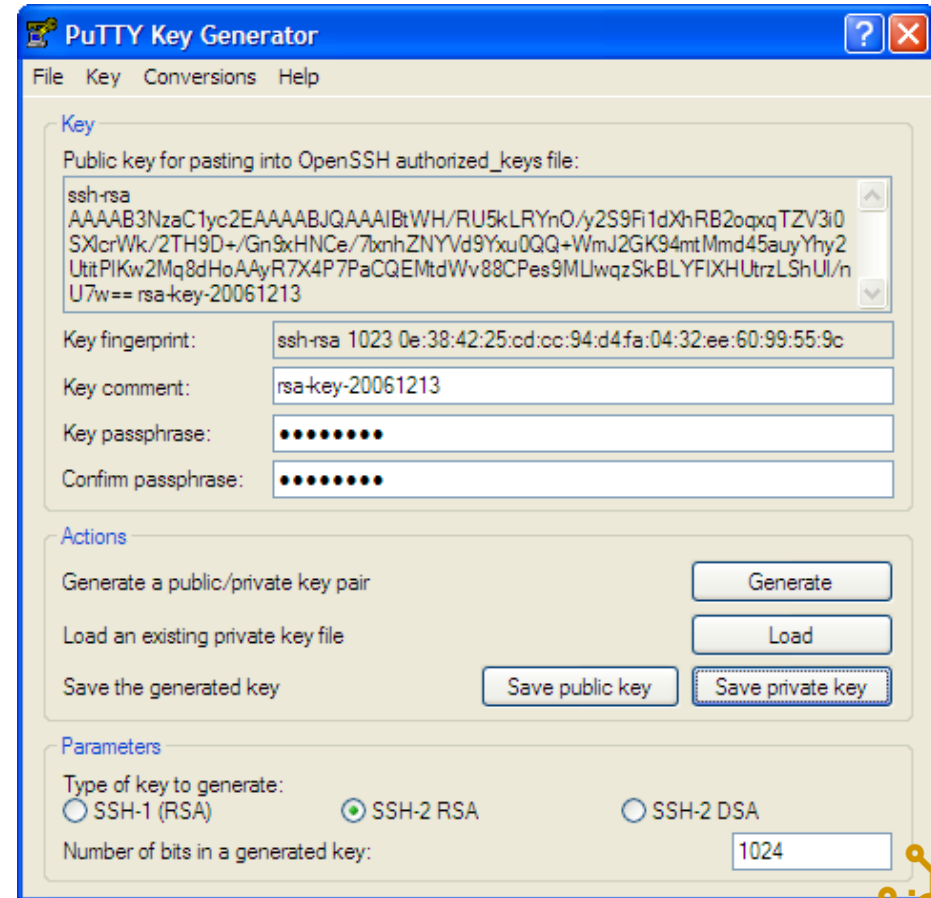 PuTTY Key Generator
File Key Conversions Help
Key
Public key for pasting into OpenSSH authorized_keys file:
ssh-rsa
AAAAB3NzaC1yc2EAAAABJQAAAIBtWH/RU5kLRYnO/y2S9Fi1dXhRB2oqxqTZV3i0
SXIcrWk/2TH9D+/Gn9xHNCe/7lxnhZNYVd9Yxu0QQ+WmJ2GK94mtMmd45auyYhy2
UtitPlKw2Mq8dHoAAyR7X4P7PaCQEMtdWv88CPes9MLlwqzSkBLYFIXHUtrzLShUl/n
U7w== rsa-key-20061213
Key fingerprint: ssh-rsa 1023 0e:38:42:25:cd:cc:94:d4:fa:04:32:ee:60:99:55:9c
Key comment: rsa-key-20061213
Key passphrase: ••••••••
Confirm passphrase: ••••••••
Actions
Generate a public/private key pair Generate
Load an existing private key file Load
Save the generated key Save public key Save private key
Parameters
Type of key to generate:
SSH-1 (RSA) SSH-2 RSA SSH-2 DSA
Number of bits in a generated key: 1024